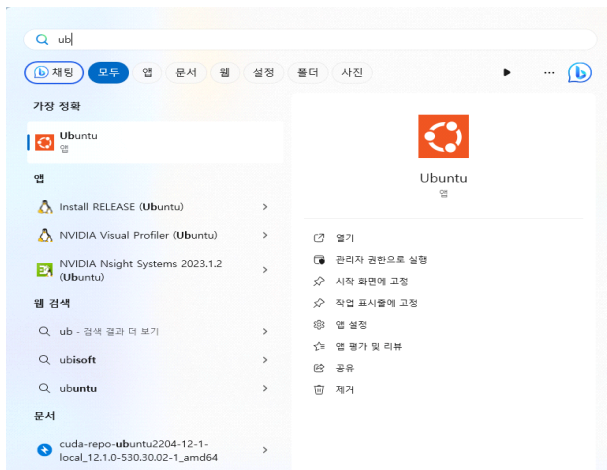 ub
채팅 모두 앱 문서 웹 설정 폴더 사진
가장 정확
Ubuntu
앱
앱
Install RELEASE (Ubuntu)
NVIDIA Visual Profiler (Ubuntu)
NVIDIA Nsight Systems 2023.1.2
(Ubuntu)
웹 검색
ub - 검색 결과 더 보기
ubisoft
ubuntu
문서
cuda-repo-ubuntu2204-12-1-
local_12.1.0-530.30.02-1_amd64
Ubuntu
앱
열기
관리자 권한으로 실행
시작 화면에 고정
작업 표시줄에 고정
앱 설정
앱 평가 및 리뷰
공유
제거